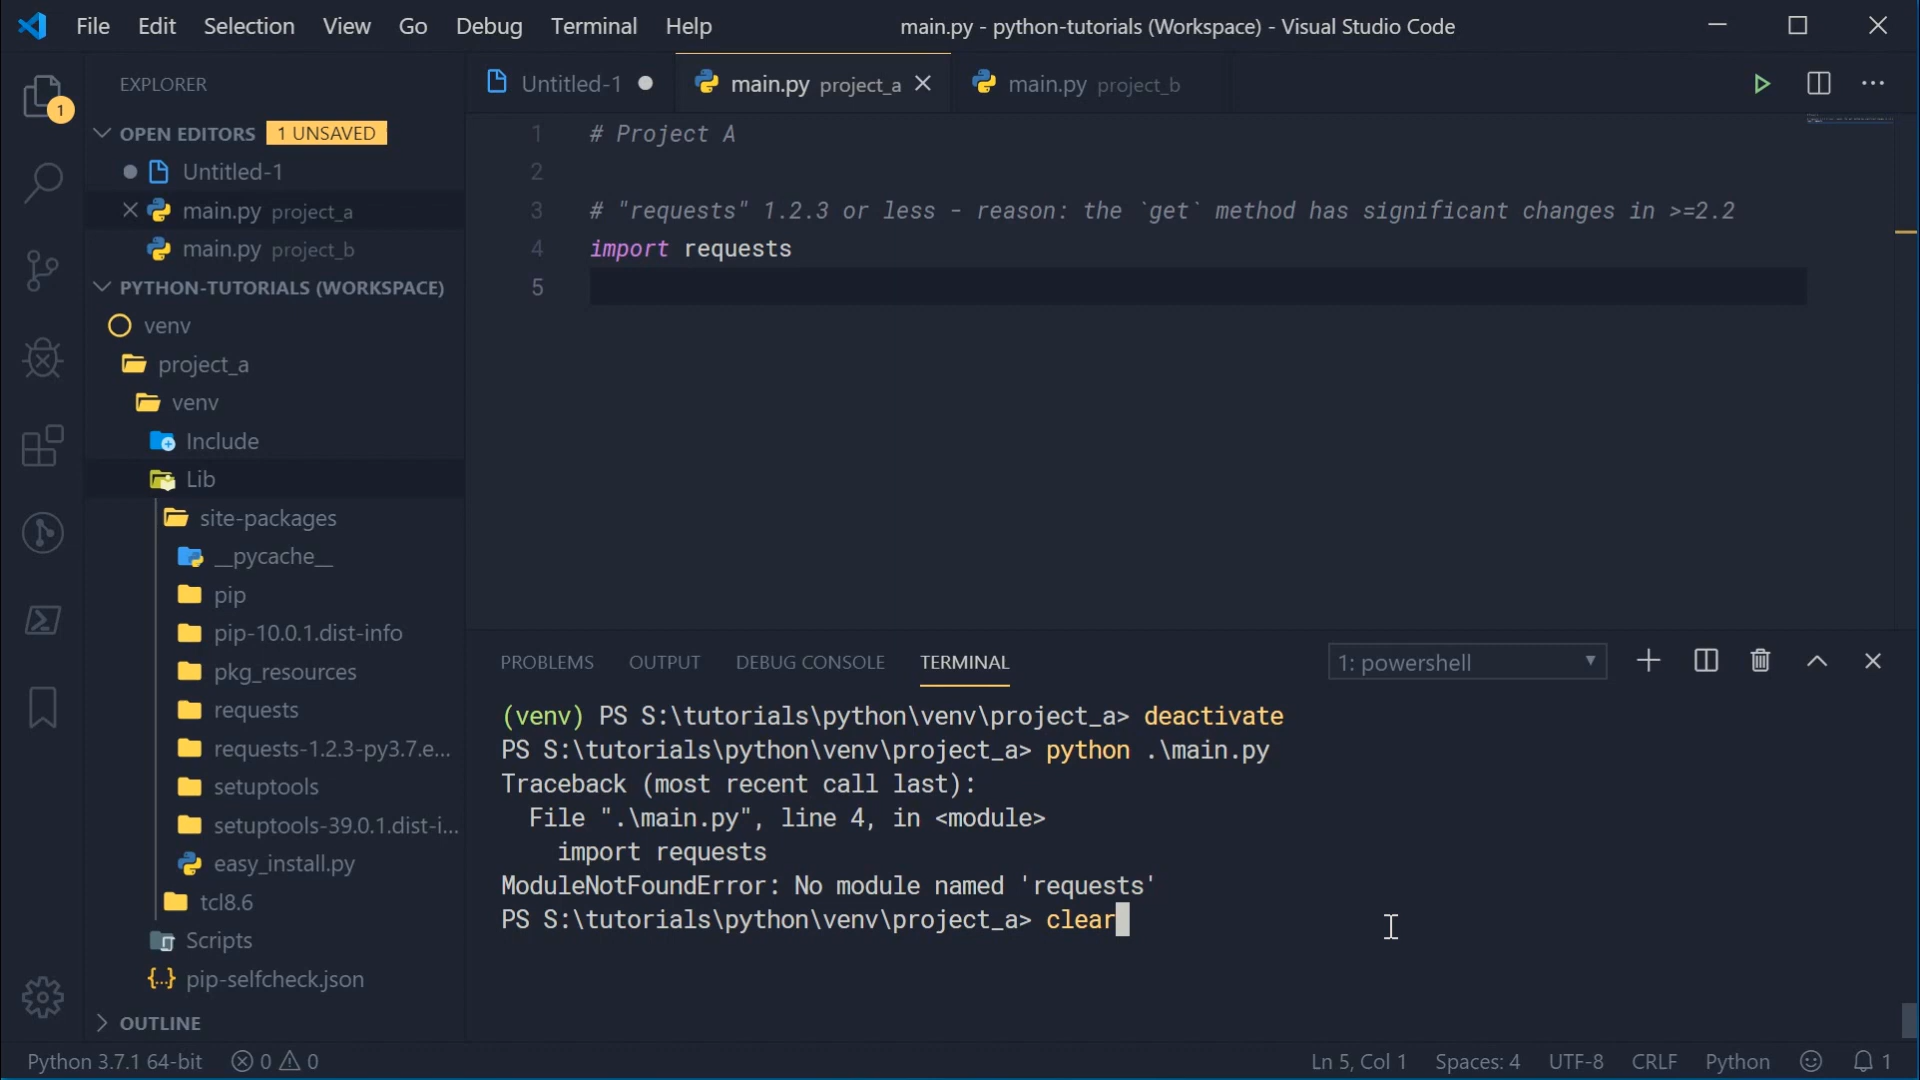 File Edit Selection View Go Debug Terminal Help
main.py - python-tutorials (Workspace) - Visual Studio Code
1
EXPLORER
OPEN EDITORS 1 UNSAVED
Untitled-1
main.py project_a
main.py project_b
PYTHON-TUTORIALS (WORKSPACE)
venv
project_a
venv
Include
Lib
site-packages
__pycache__
pip
pip-10.0.1.dist-info
pkg_resources
requests
requests-1.2.3-py3.7.e...
setuptools
setuptools-39.0.1.dist-i...
easy_install.py
tcl8.6
Scripts
pip-selfcheck.json
OUTLINE
Untitled-1 main.py project_a main.py project_b
1 # Project A
2
3 # "requests" 1.2.3 or less - reason: the `get` method has significant changes in >=2.2
4 import requests
5
PROBLEMS OUTPUT DEBUG CONSOLE TERMINAL 1: powershell
(venv) PS S:\tutorials\python\venv\project_a> deactivate
PS S:\tutorials\python\venv\project_a> python .\main.py
Traceback (most recent call last):
File ".\main.py", line 4, in <module>
import requests
ModuleNotFoundError: No module named 'requests'
PS S:\tutorials\python\venv\project_a> clear
Python 3.7.1 64-bit 0 0 Ln 5, Col 1 Spaces: 4 UTF-8 CRLF Python 1